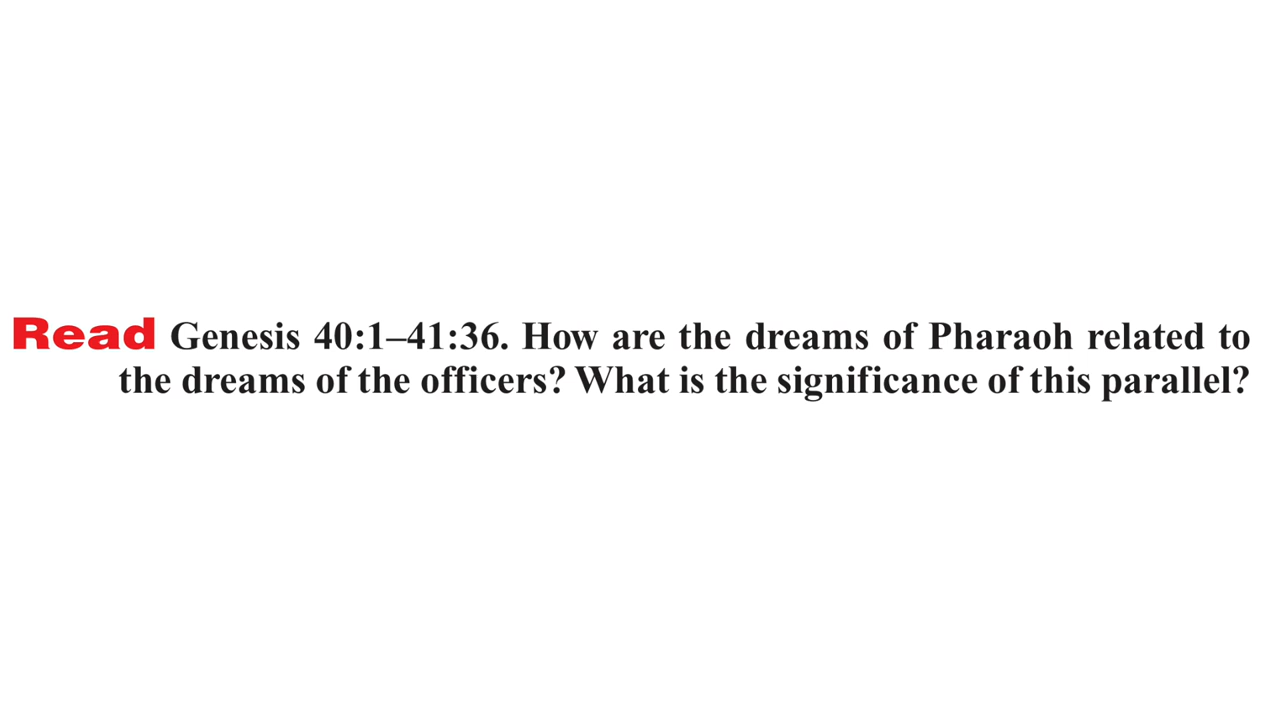 Read Genesis 40:1–41:36. How are the dreams of Pharaoh related to
the dreams of the officers? What is the significance of this parallel?